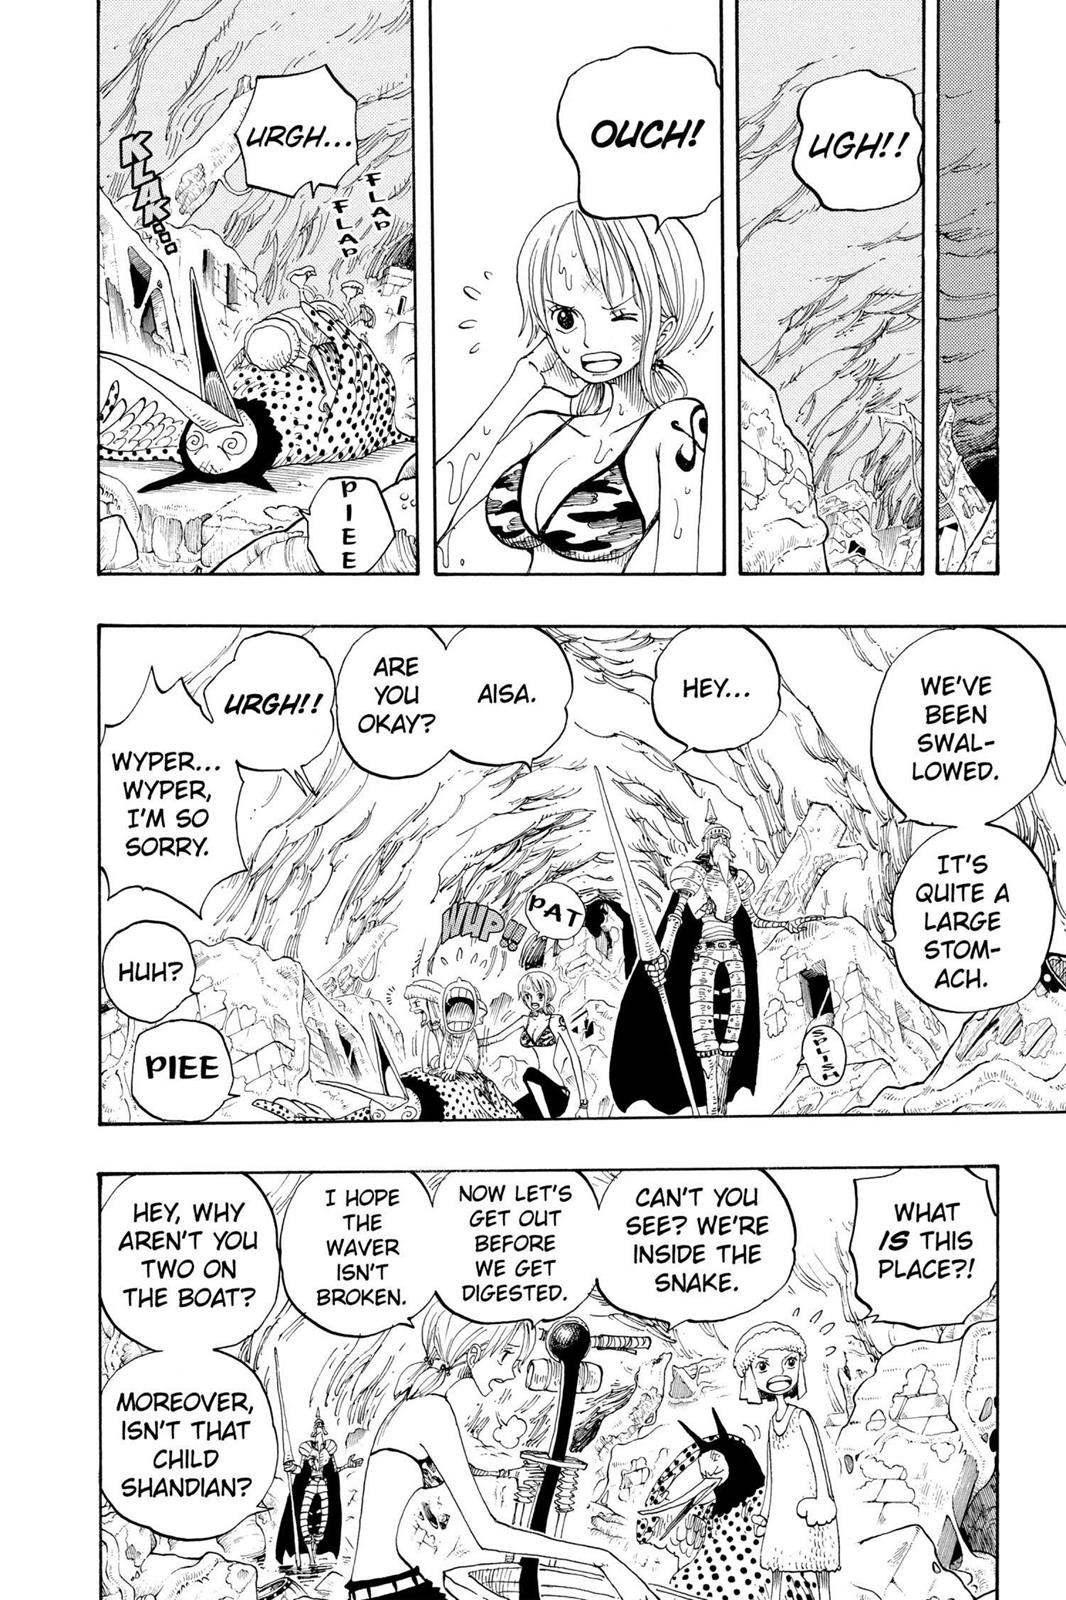 UGH!!
OUCH!
URGH...
FLAP
FLAP
KLAK...
PIEE
WE'VE
BEEN
SWAL-
LOWED.
IT'S
QUITE A
LARGE
STOM-
ACH.
SPLISH
HEY...
AISA.
ARE
YOU
OKAY?
PAT
WUP!!
URGH!!
WYPER...
WYPER,
I'M SO
SORRY.
HUH?
PIEE
WHAT
IS THIS
PLACE?!
CAN'T YOU
SEE? WE'RE
INSIDE THE
SNAKE.
NOW LET'S
GET OUT
BEFORE
WE GET
DIGESTED.
I HOPE
THE
WAVER
ISN'T
BROKEN.
HEY, WHY
AREN'T YOU
TWO ON
THE BOAT?
MOREOVER,
ISN'T THAT
CHILD
SHANDIAN?